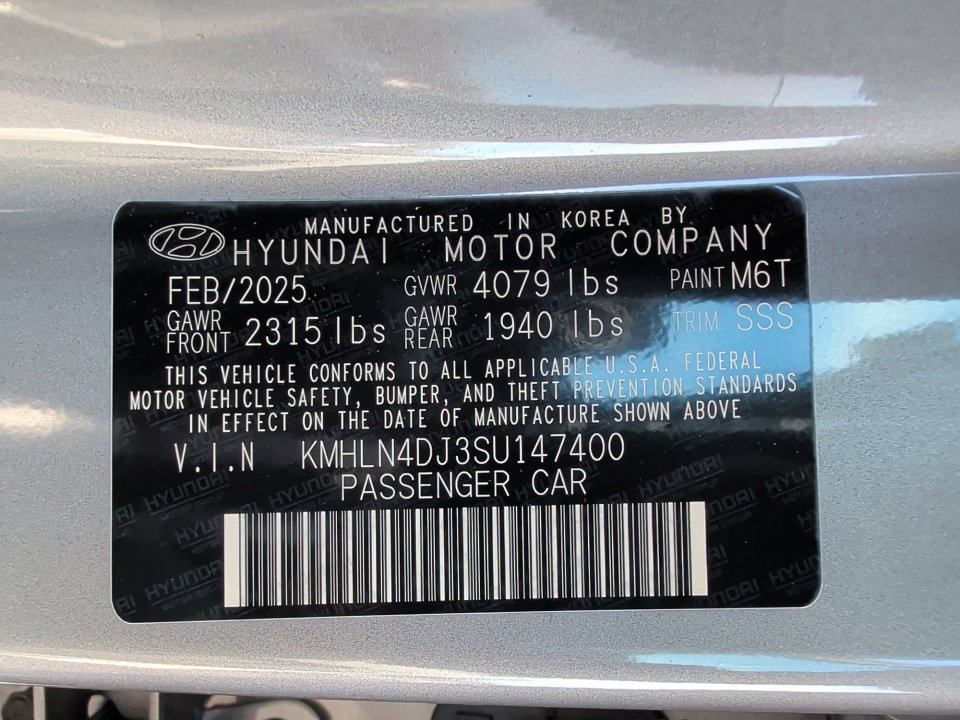 MANUFACTURED IN KOREA BY
HYUNDAI MOTOR COMPANY
FEB/2025 GVWR 4079 lbs PAINT M6T
GAWR FRONT 2315 lbs GAWR REAR 1940 lbs TRIM SSS
THIS VEHICLE CONFORMS TO ALL APPLICABLE U.S.A. FEDERAL
MOTOR VEHICLE SAFETY, BUMPER, AND THEFT PREVENTION STANDARDS
IN EFFECT ON THE DATE OF MANUFACTURE SHOWN ABOVE
V.I.N KMHLN4DJ3SU147400
PASSENGER CAR